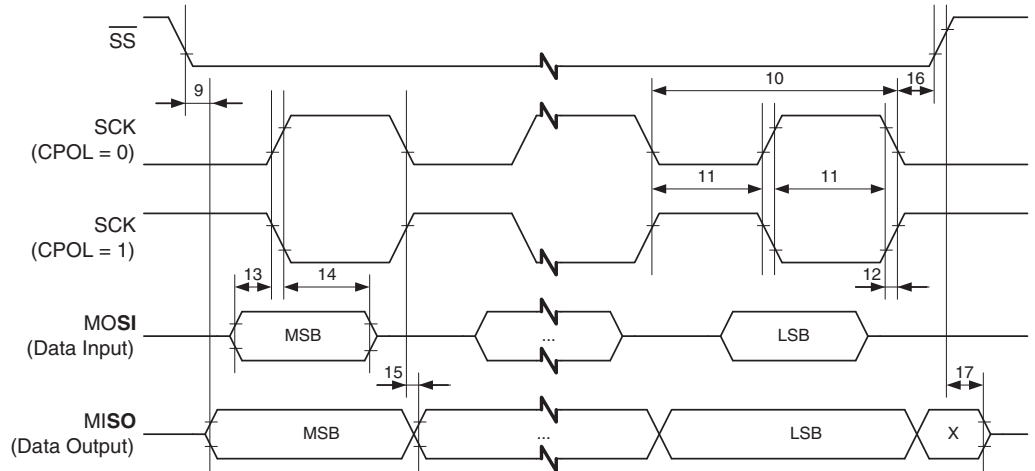 SS
9
10
16
SCK
(CPOL = 0)
11
11
SCK
(CPOL = 1)
13
14
12
MOSI
(Data Input)
MSB
...
LSB
15
17
MISO
(Data Output)
MSB
...
LSB
X